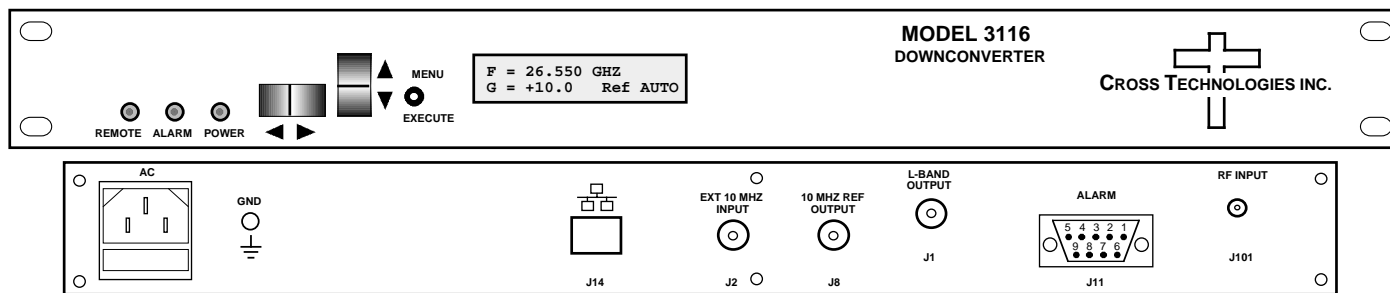 MODEL 3116
DOWNCONVERTER
CROSS TECHNOLOGIES INC.
MENU
EXECUTE
F = 26.550 GHZ
G = +10.0 Ref AUTO
REMOTE ALARM POWER
AC
GND
J14
EXT 10 MHZ
INPUT
J2
10 MHZ REF
OUTPUT
J8
L-BAND
OUTPUT
J1
ALARM
5 4 3 2 1
9 8 7 6
J11
RF INPUT
J101